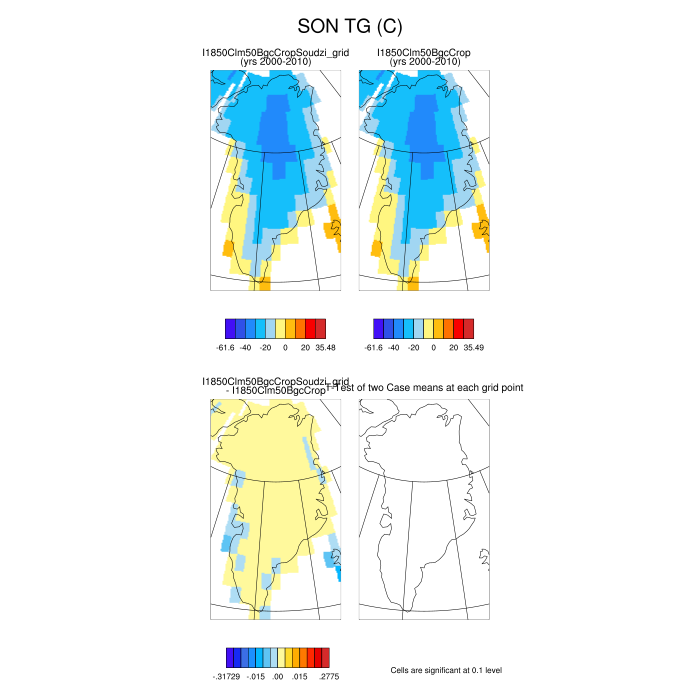 SON TG (C)
I1850Clm50BgcCropSoudzi_grid
(yrs 2000-2010)
I1850Clm50BgcCrop
(yrs 2000-2010)
-61.6 -40 -20 0 20 35.48
-61.6 -40 -20 0 20 35.49
I1850Clm50BgcCropSoudzi_grid
- I1850Clm50BgcCrop
T-Test of two Case means at each grid point
-.31729 -.015 .00 .015 .2775
Cells are significant at 0.1 level